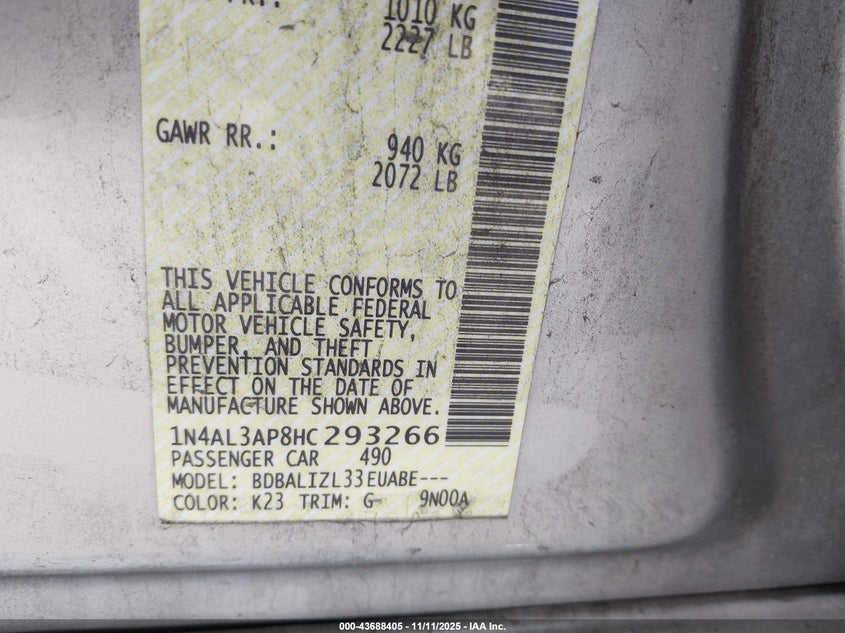 1010 KG
2227 LB
GAWR RR.:
940 KG
2072 LB
THIS VEHICLE CONFORMS TO
ALL APPLICABLE FEDERAL
MOTOR VEHICLE SAFETY,
BUMPER, AND THEFT
PREVENTION STANDARDS IN
EFFECT ON THE DATE OF
MANUFACTURE SHOWN ABOVE.
1N4AL3AP8HC293266
PASSENGER CAR 490
MODEL: BDBALIZL33EUABE---
COLOR: K23 TRIM: G 9N00A
000-43688405 - 11/11/2025 - IAA Inc.